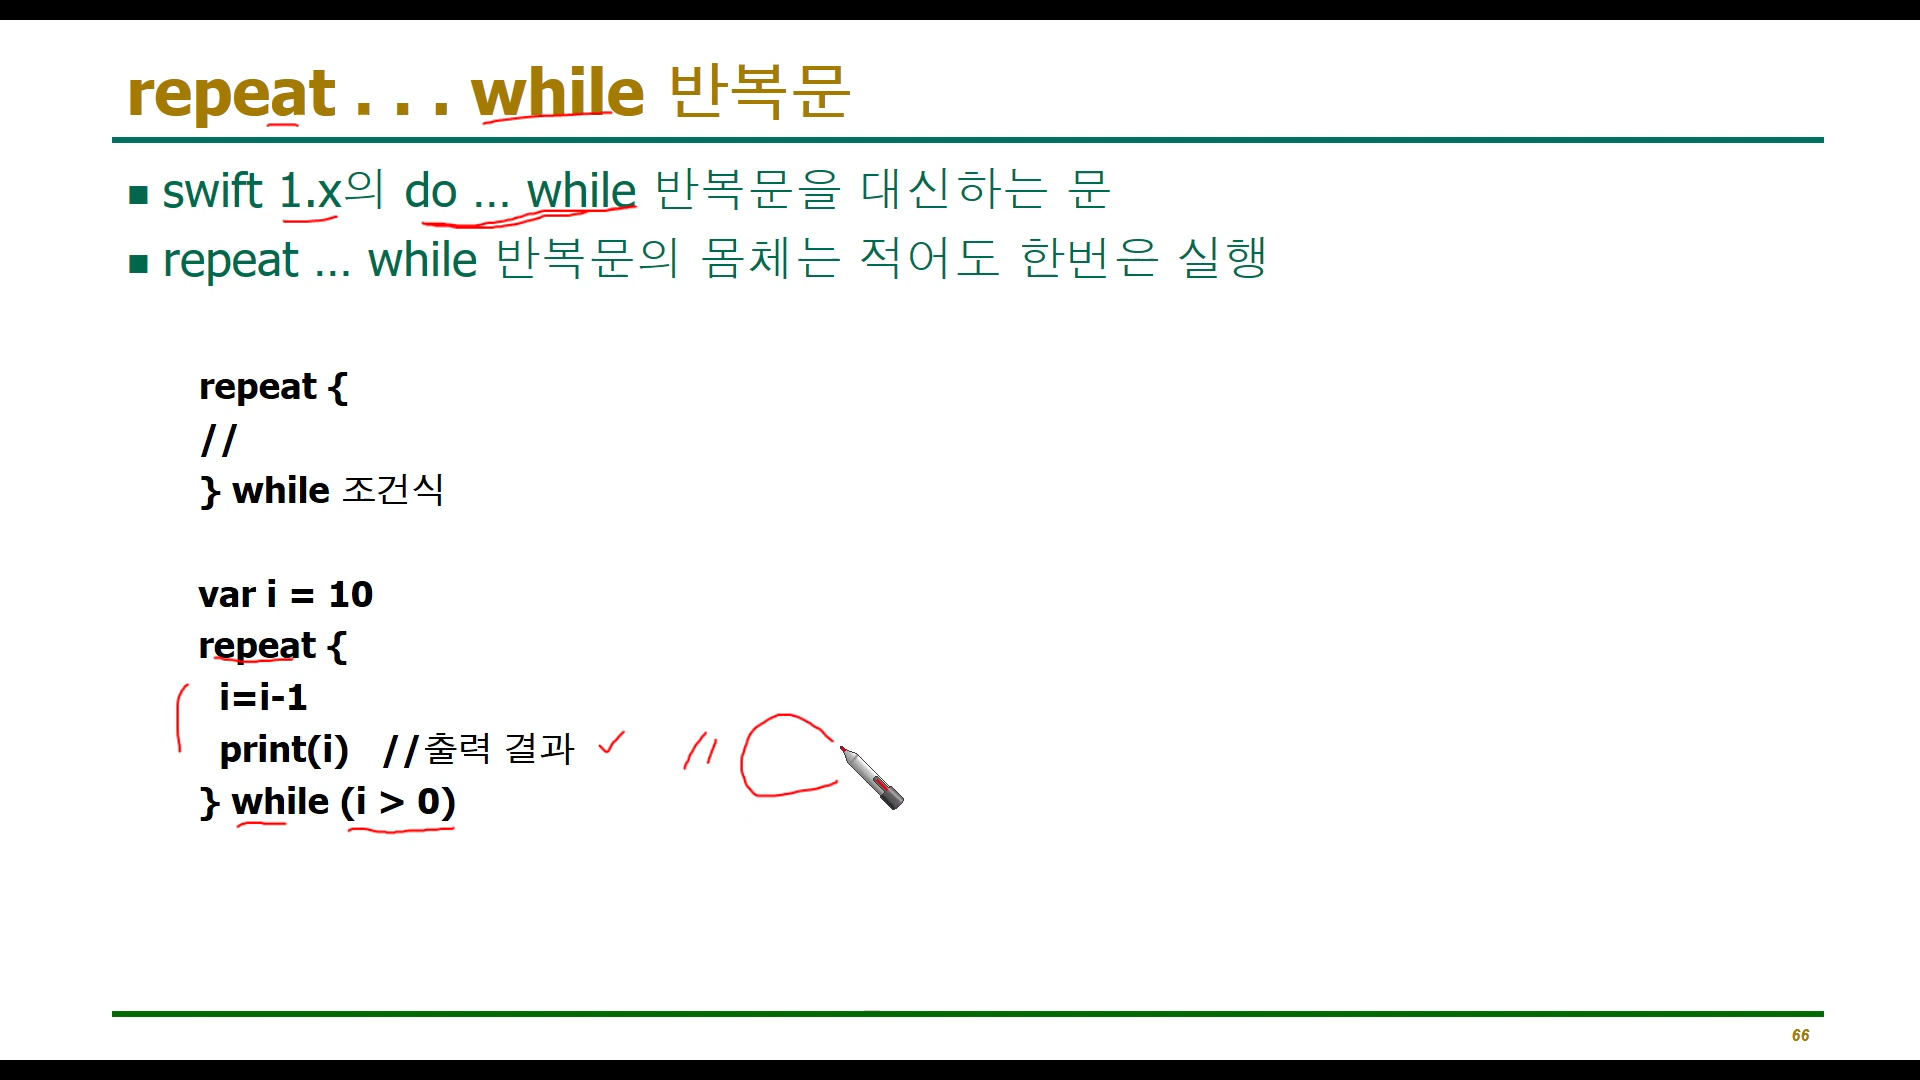 repeat . . . while 반복문
■ swift 1.x의 do ... while 반복문을 대신하는 문
■ repeat ... while 반복문의 몸체는 적어도 한번은 실행
repeat {
//
} while 조건식
var i = 10
repeat {
i=i-1
print(i) //출력 결과
} while (i > 0)
66